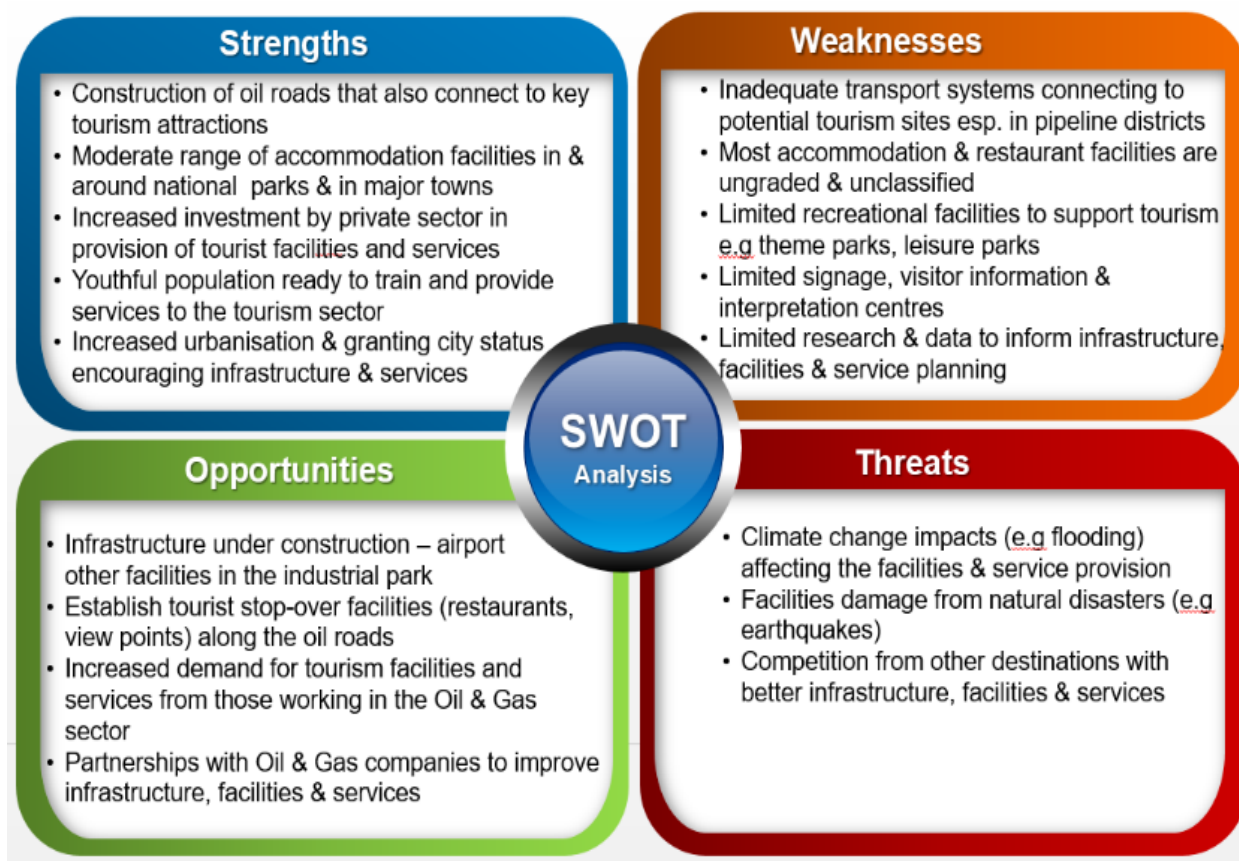 Strengths
• Construction of oil roads that also connect to key
tourism attractions
• Moderate range of accommodation facilities in &
around national parks & in major towns
• Increased investment by private sector in
provision of tourist facilities and services
• Youthful population ready to train and provide
services to the tourism sector
• Increased urbanisation & granting city status
encouraging infrastructure & services
Weaknesses
• Inadequate transport systems connecting to
potential tourism sites esp. in pipeline districts
• Most accommodation & restaurant facilities are
ungraded & unclassified
• Limited recreational facilities to support tourism
e.g theme parks, leisure parks
• Limited signage, visitor information &
interpretation centres
• Limited research & data to inform infrastructure,
facilities & service planning
SWOT
Analysis
Opportunities
• Infrastructure under construction – airport
other facilities in the industrial park
• Establish tourist stop-over facilities (restaurants,
view points) along the oil roads
• Increased demand for tourism facilities and
services from those working in the Oil & Gas
sector
• Partnerships with Oil & Gas companies to improve
infrastructure, facilities & services
Threats
• Climate change impacts (e.g flooding)
affecting the facilities & service provision
• Facilities damage from natural disasters (e.g
earthquakes)
• Competition from other destinations with
better infrastructure, facilities & services